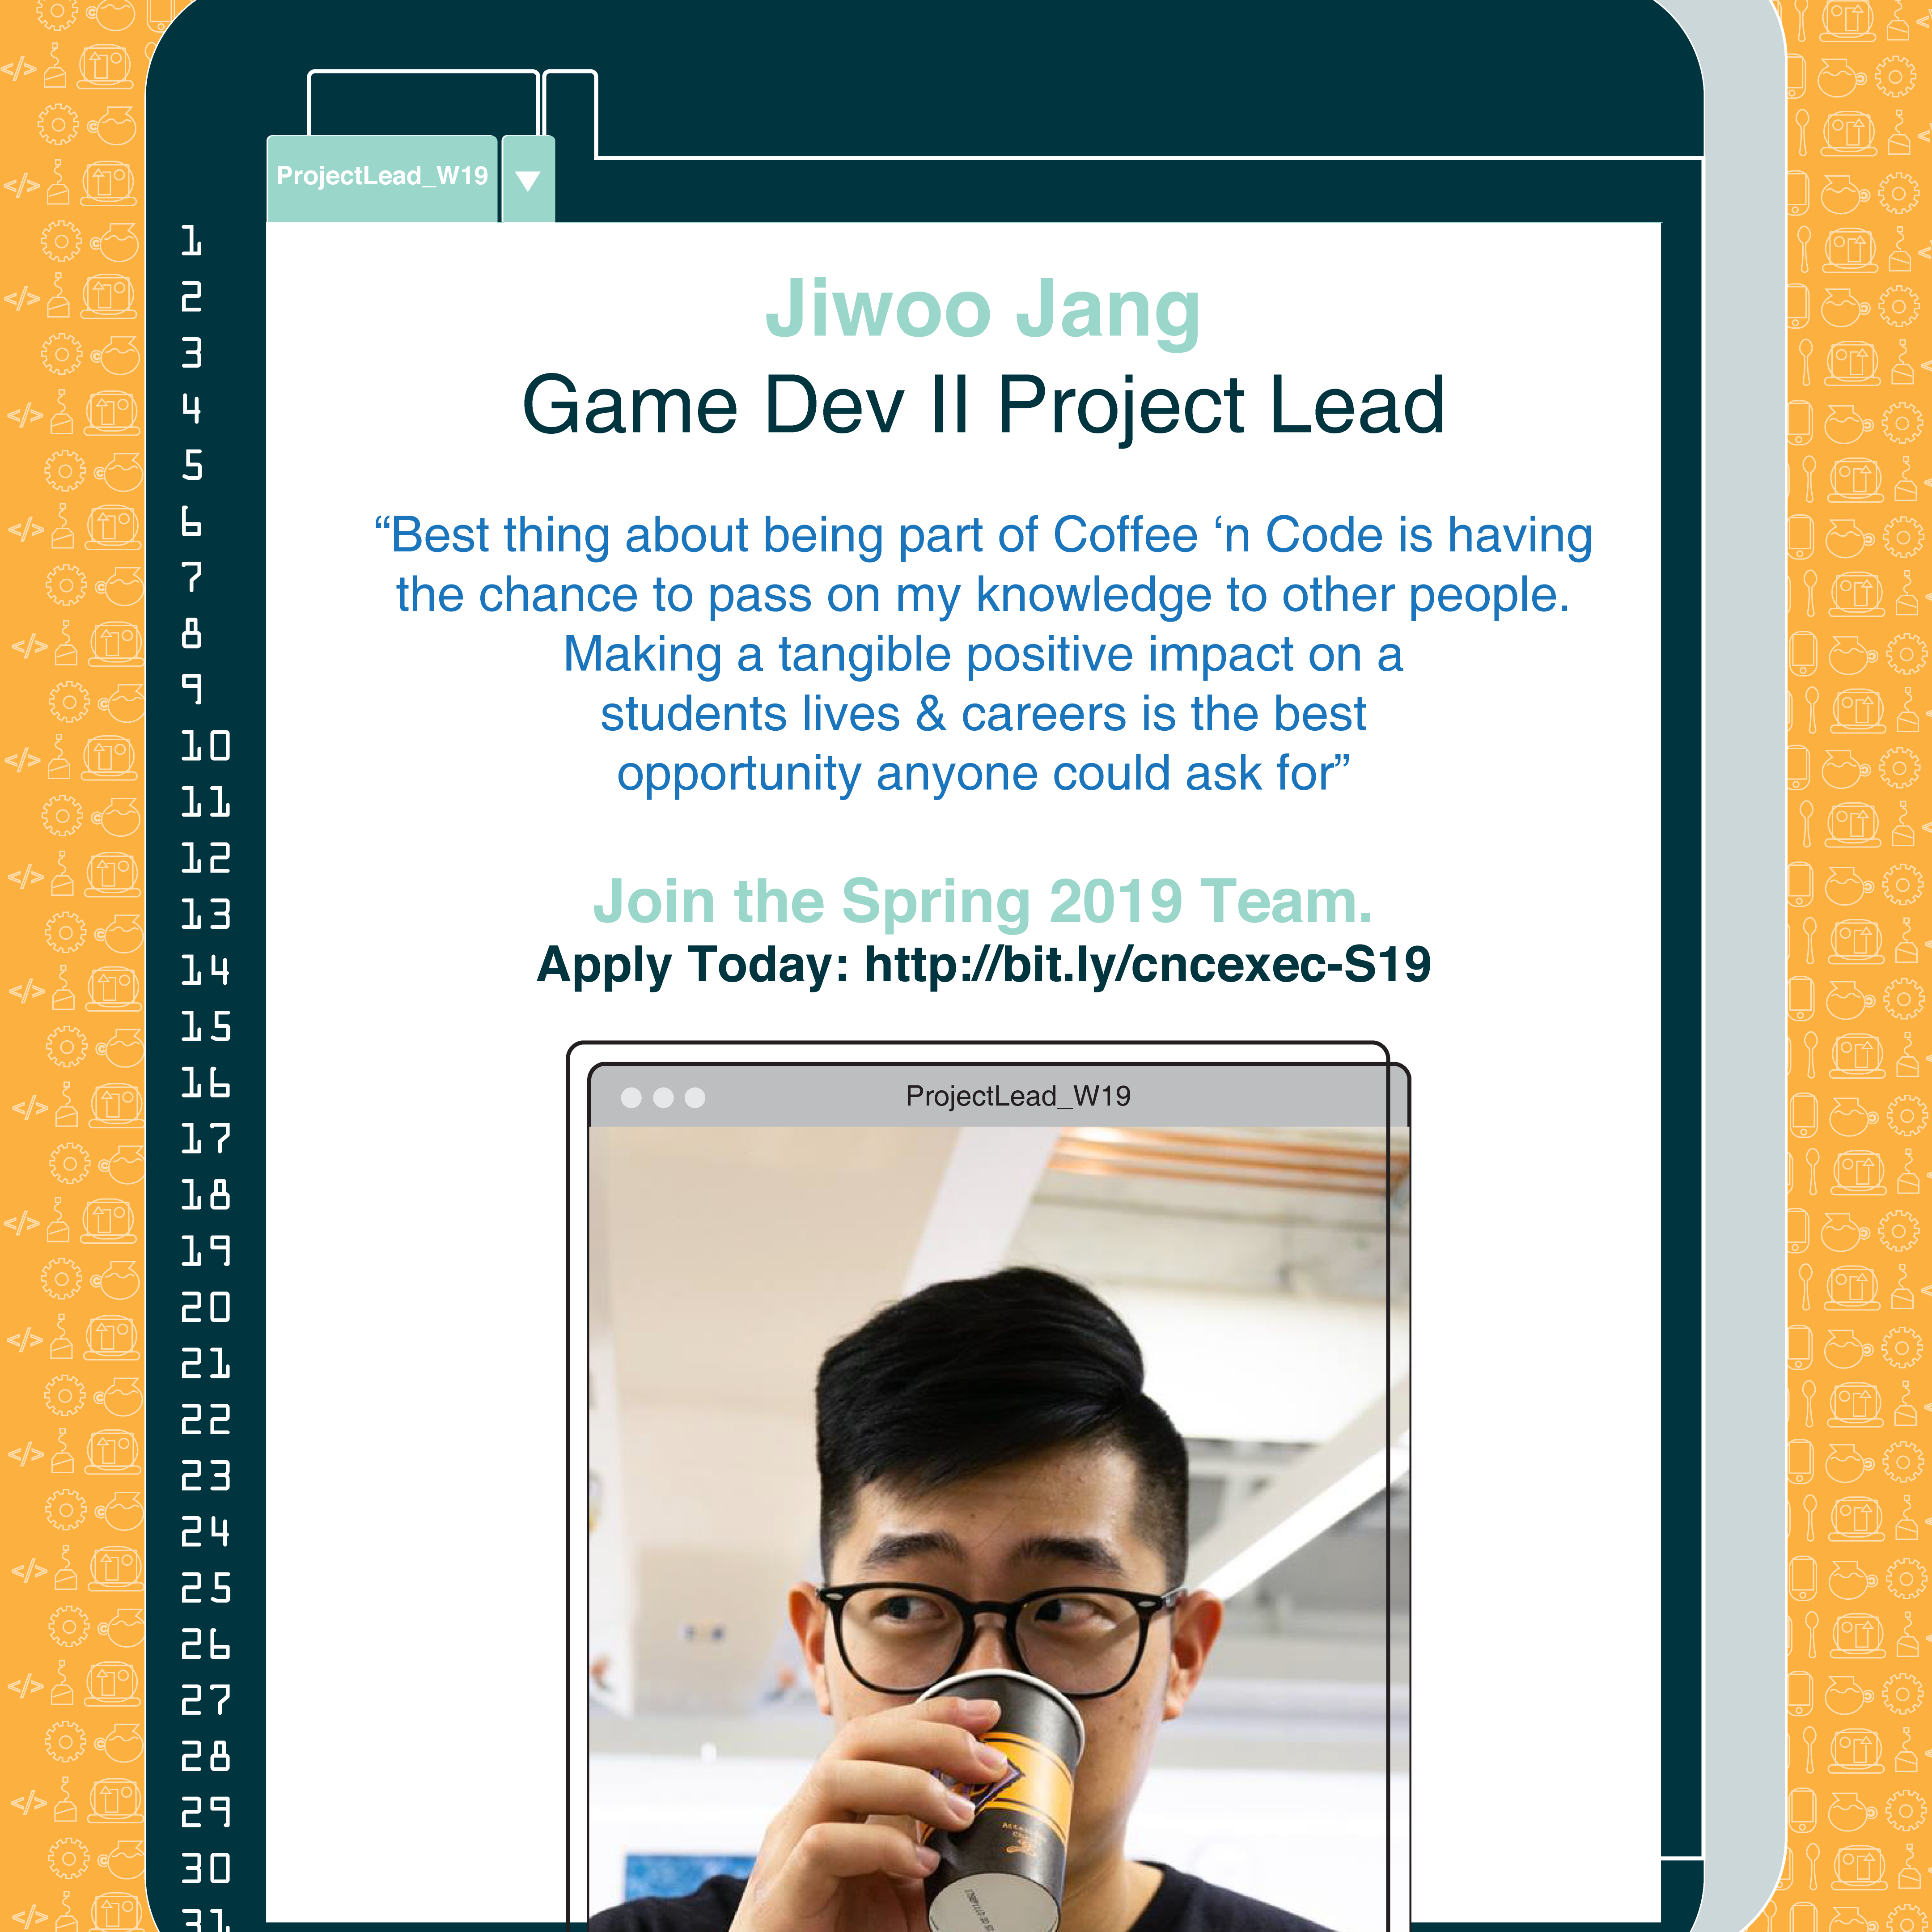 ProjectLead_W19
1
2
3
4
5
6
7
8
9
10
11
12
13
14
15
16
17
18
19
20
21
22
23
24
25
26
27
28
29
30
31
Jiwoo Jang
Game Dev II Project Lead
“Best thing about being part of Coffee ‘n Code is having
the chance to pass on my knowledge to other people.
Making a tangible positive impact on a
students lives & careers is the best
opportunity anyone could ask for”
Join the Spring 2019 Team.
Apply Today: http://bit.ly/cncexec-S19
ProjectLead_W19